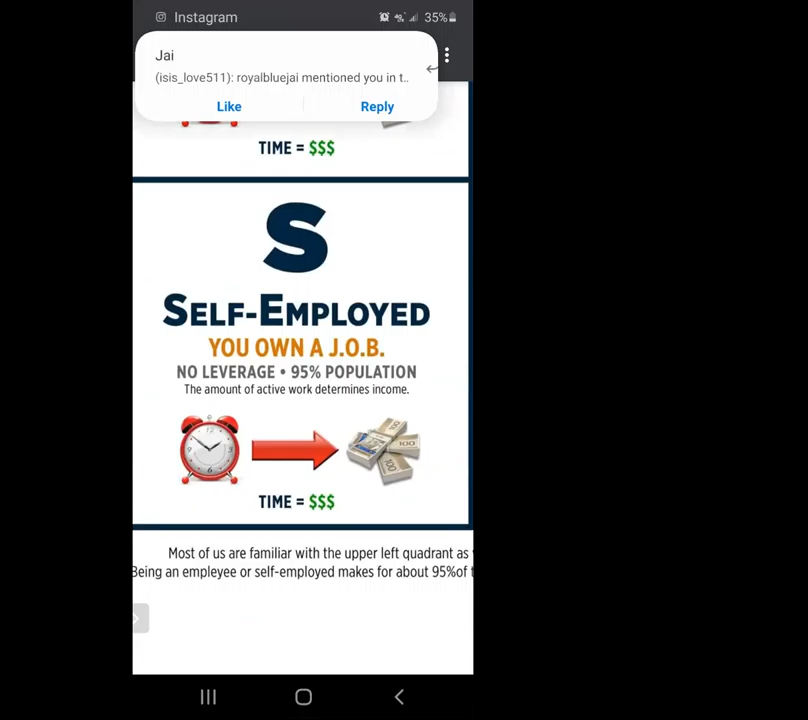 Instagram
35%
Jai
(isis_love511): royalbluejai mentioned you in t..
Like Reply
TIME = $$$
S
SELF-EMPLOYED
YOU OWN A J.O.B.
NO LEVERAGE • 95% POPULATION
The amount of active work determines income.
100
100
TIME = $$$
Most of us are familiar with the upper left quadrant as
Being an empleyee or self-employed makes for about 95%of